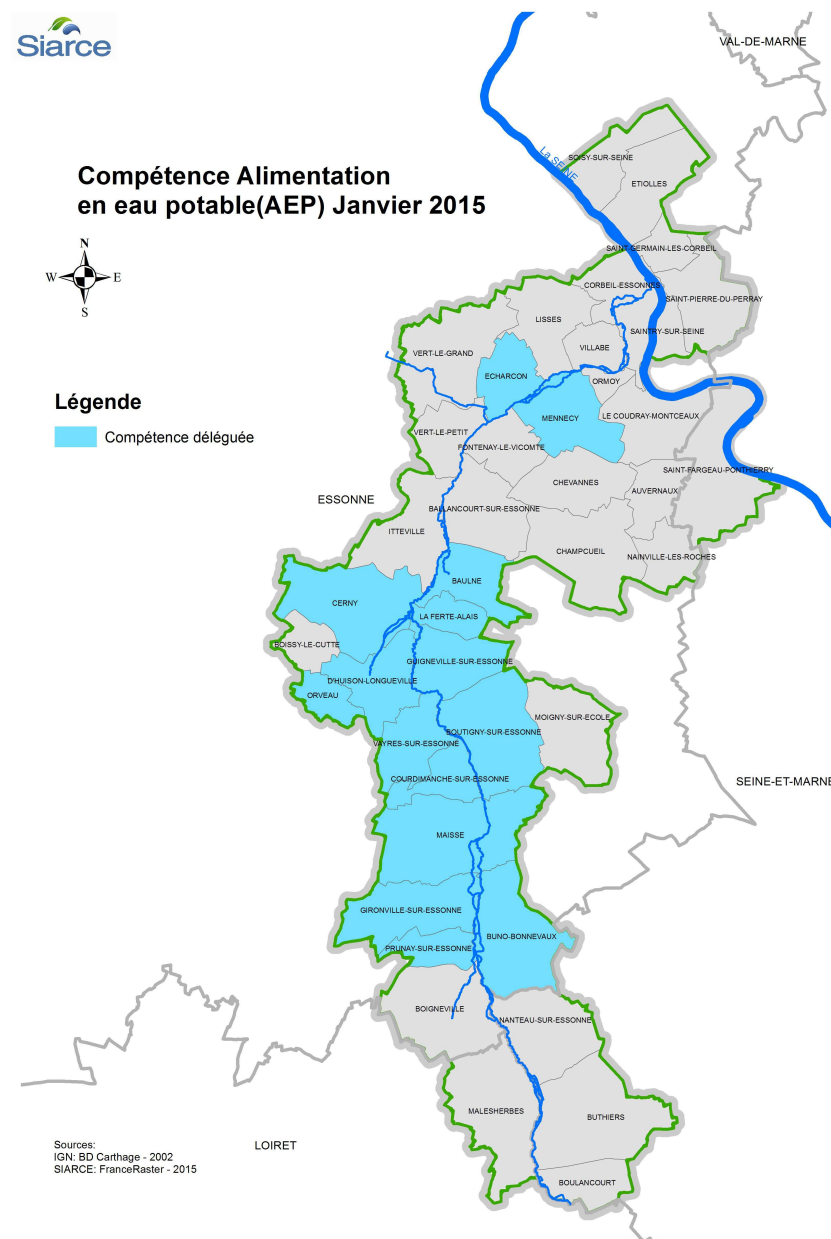 Siarce
VAL-DE-MARNE
La SEINE
SOISY-SUR-SEINE
Compétence Alimentation
en eau potable(AEP) Janvier 2015
ETIOLLES
N
W
E
S
SAINT-GERMAIN-LES-CORBEIL
CORBEIL-ESSONNES
SAINT-PIERRE-DU-PERRAY
LISSES
SAINTRY-SUR-SEINE
VILLABE
VERT-LE-GRAND
ECHARCON
ORMOY
Légende
MENNECY
LE COUDRAY-MONTCEAUX
Compétence déléguée
VERT-LE-PETIT
FONTENAY-LE-VICOMTE
SAINT-FARGEAU-PONTHIERRY
CHEVANNES
AUVERNAUX
ESSONNE
BALLANCOURT-SUR-ESSONNE
ITTEVILLE
CHAMPCUEIL
NAINVILLE-LES-ROCHES
BAULNE
CERNY
LA FERTE-ALAIS
BOISSY-LE-CUTTE
GUIGNEVILLE-SUR-ESSONNE
D'HUISON-LONGUEVILLE
ORVEAU
MOIGNY-SUR-ECOLE
BOUTIGNY-SUR-ESSONNE
VAYRES-SUR-ESSONNE
COURDIMANCHE-SUR-ESSONNE
SEINE-ET-MARNE
MAISSE
GIRONVILLE-SUR-ESSONNE
BUNO-BONNEVAUX
PRUNAY-SUR-ESSONNE
BOIGNEVILLE
NANTEAU-SUR-ESSONNE
MALESHERBES
BUTHIERS
Sources:
IGN: BD Carthage - 2002
SIARCE: FranceRaster - 2015
LOIRET
BOULANCOURT